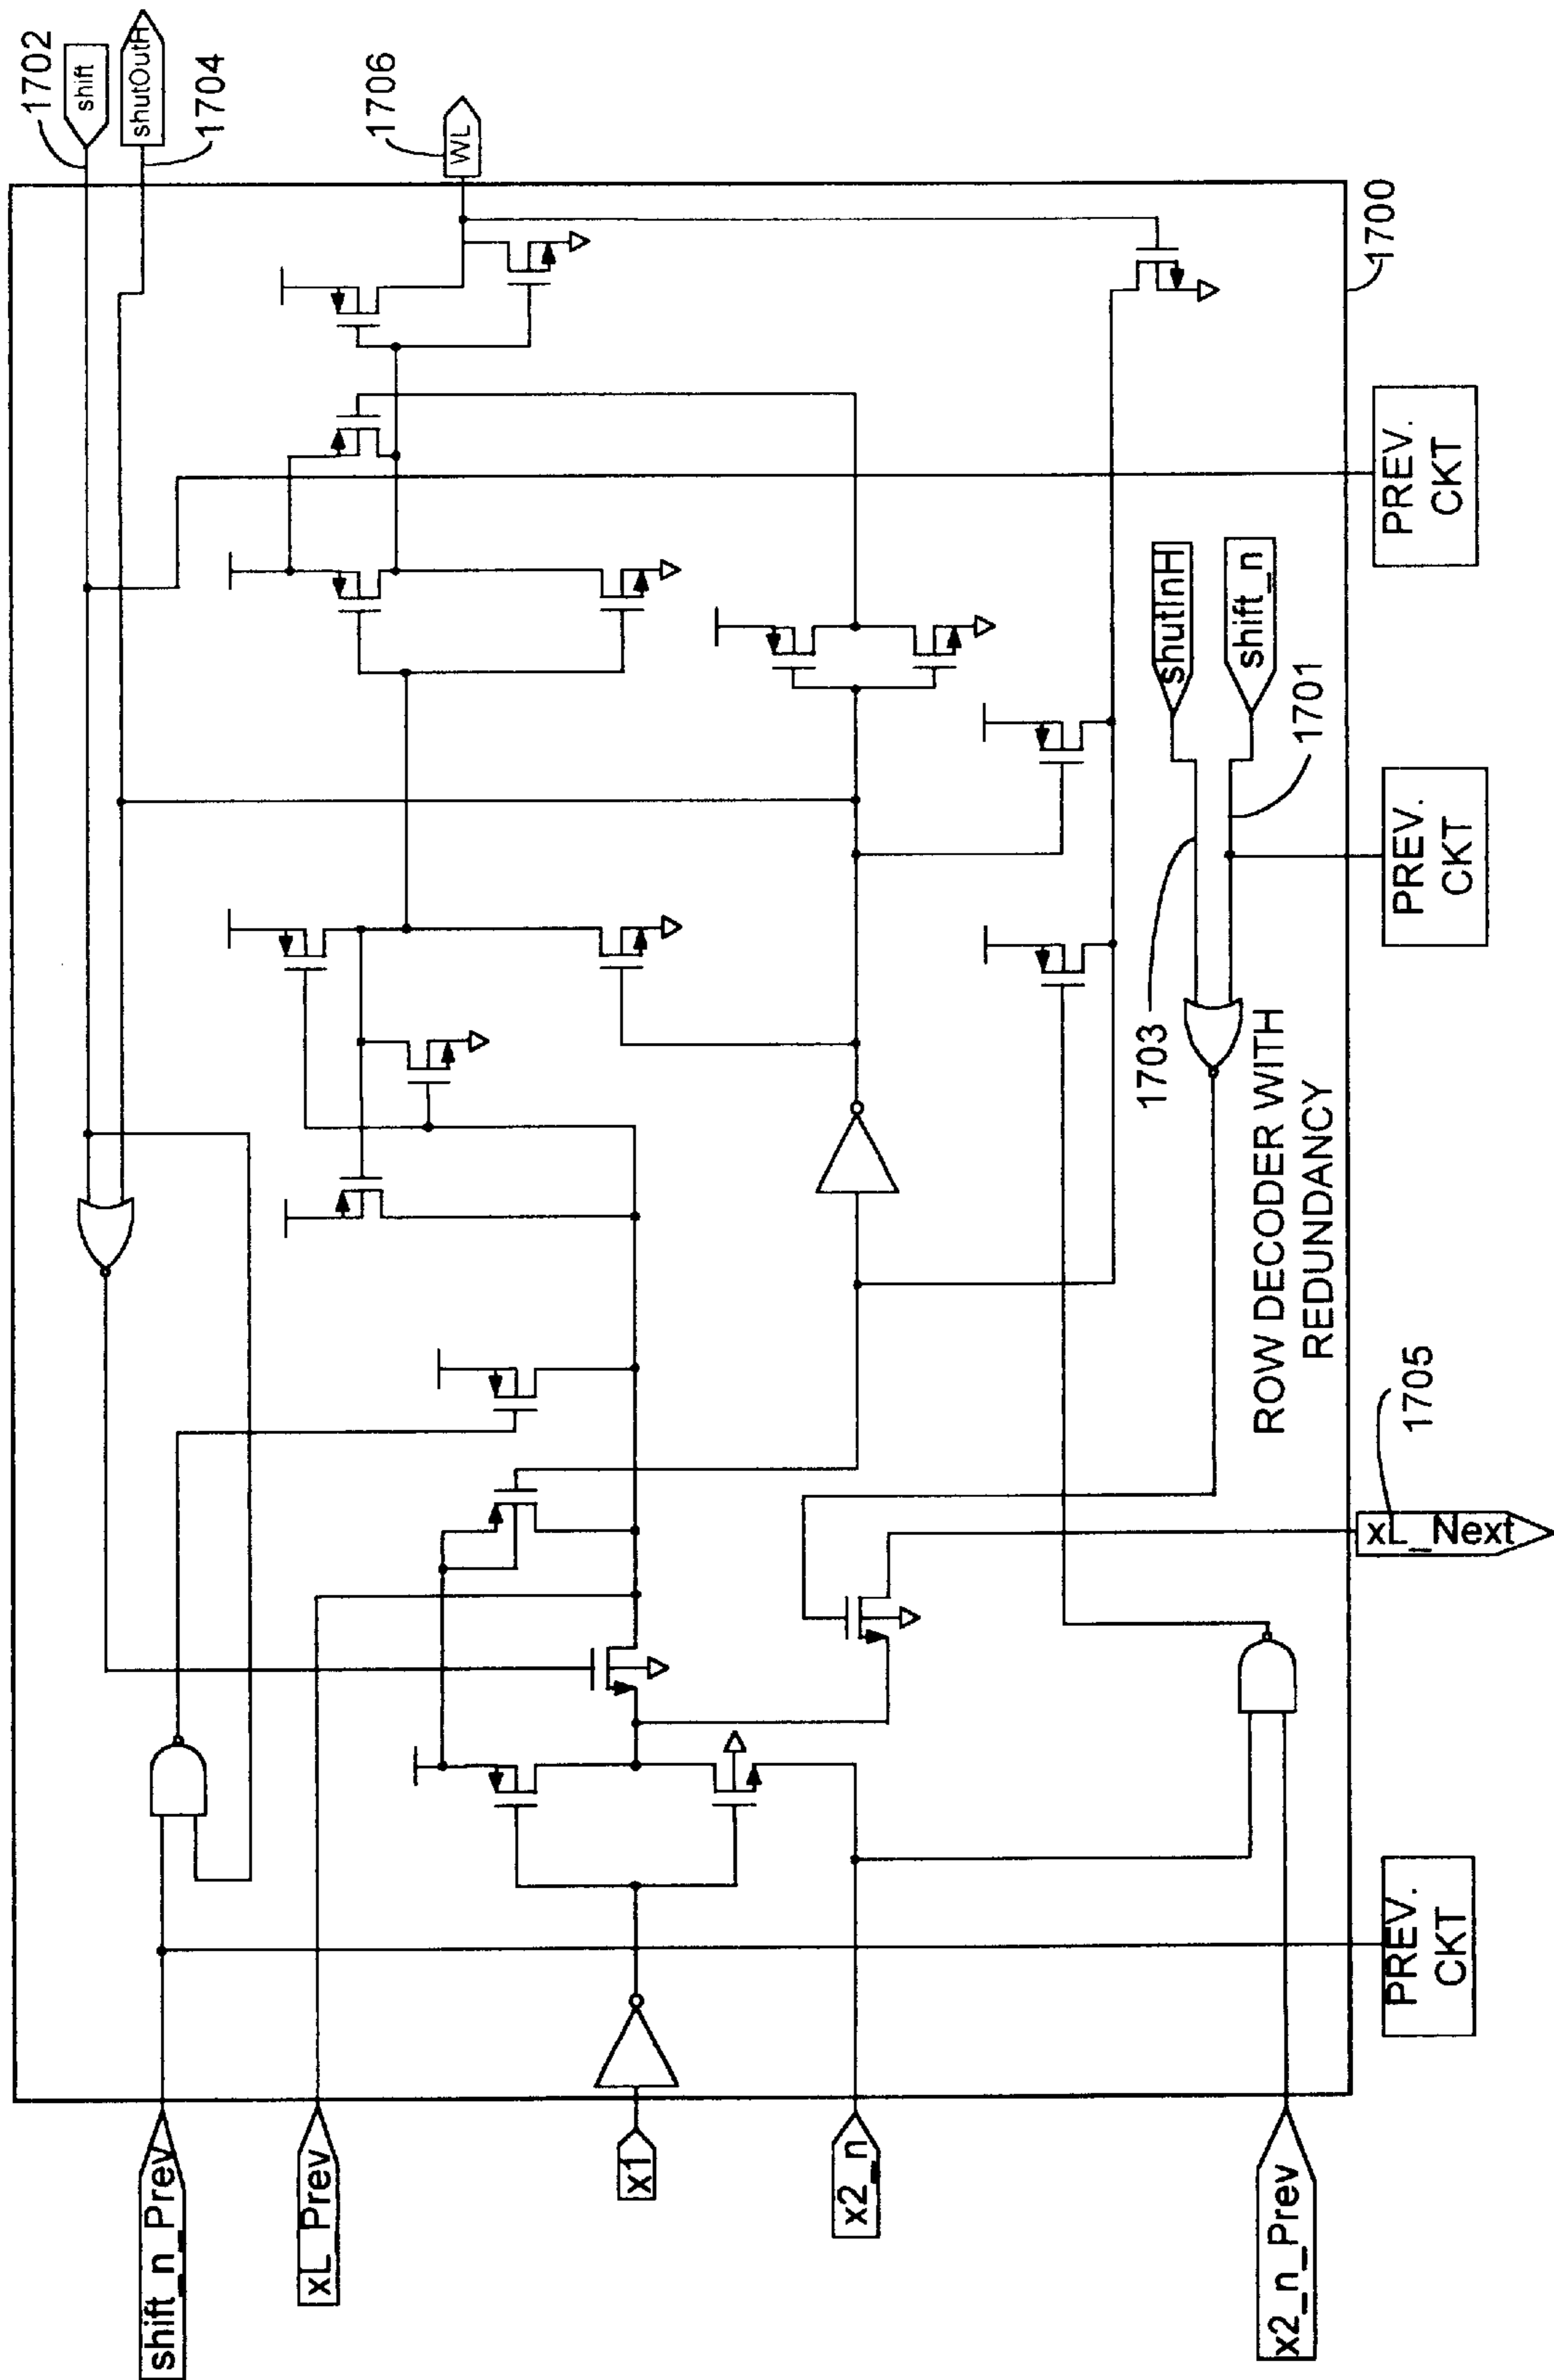 1702
shift
shutOutH
1704
1706
WL
1700
PREV.
CKT
shutInH
shift_n
1701
PREV.
CKT
1703
ROW DECODER WITH
REDUNDANCY
1705
xL_Next
PREV.
CKT
shift_n_Prev
xL_Prev
x1
x2_n
x2_n_Prev